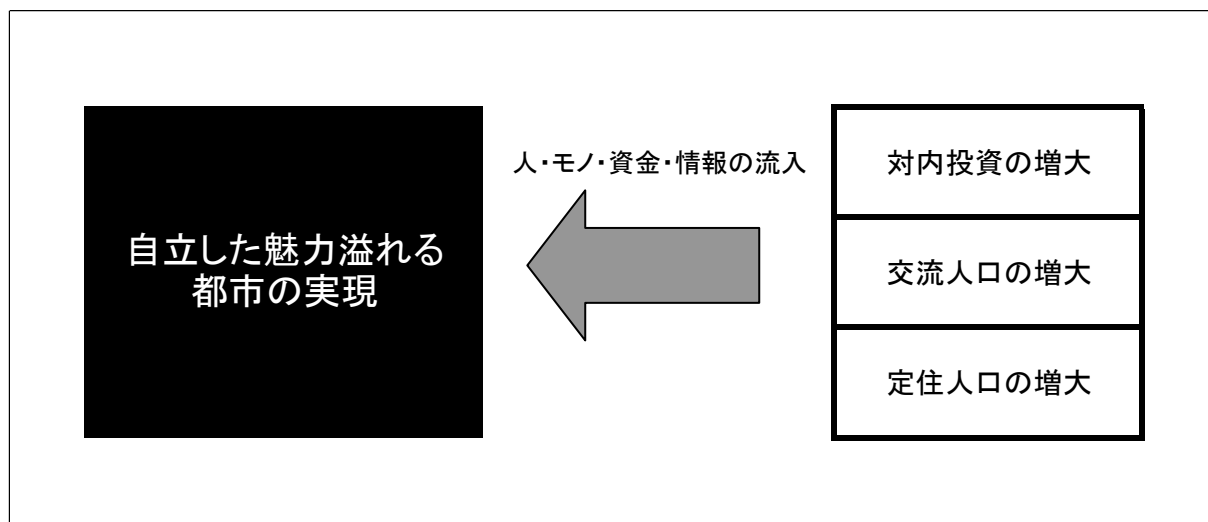 自立した魅力溢れる
都市の実現
人・モノ・資金・情報の流入
対内投資の増大
交流人口の増大
定住人口の増大